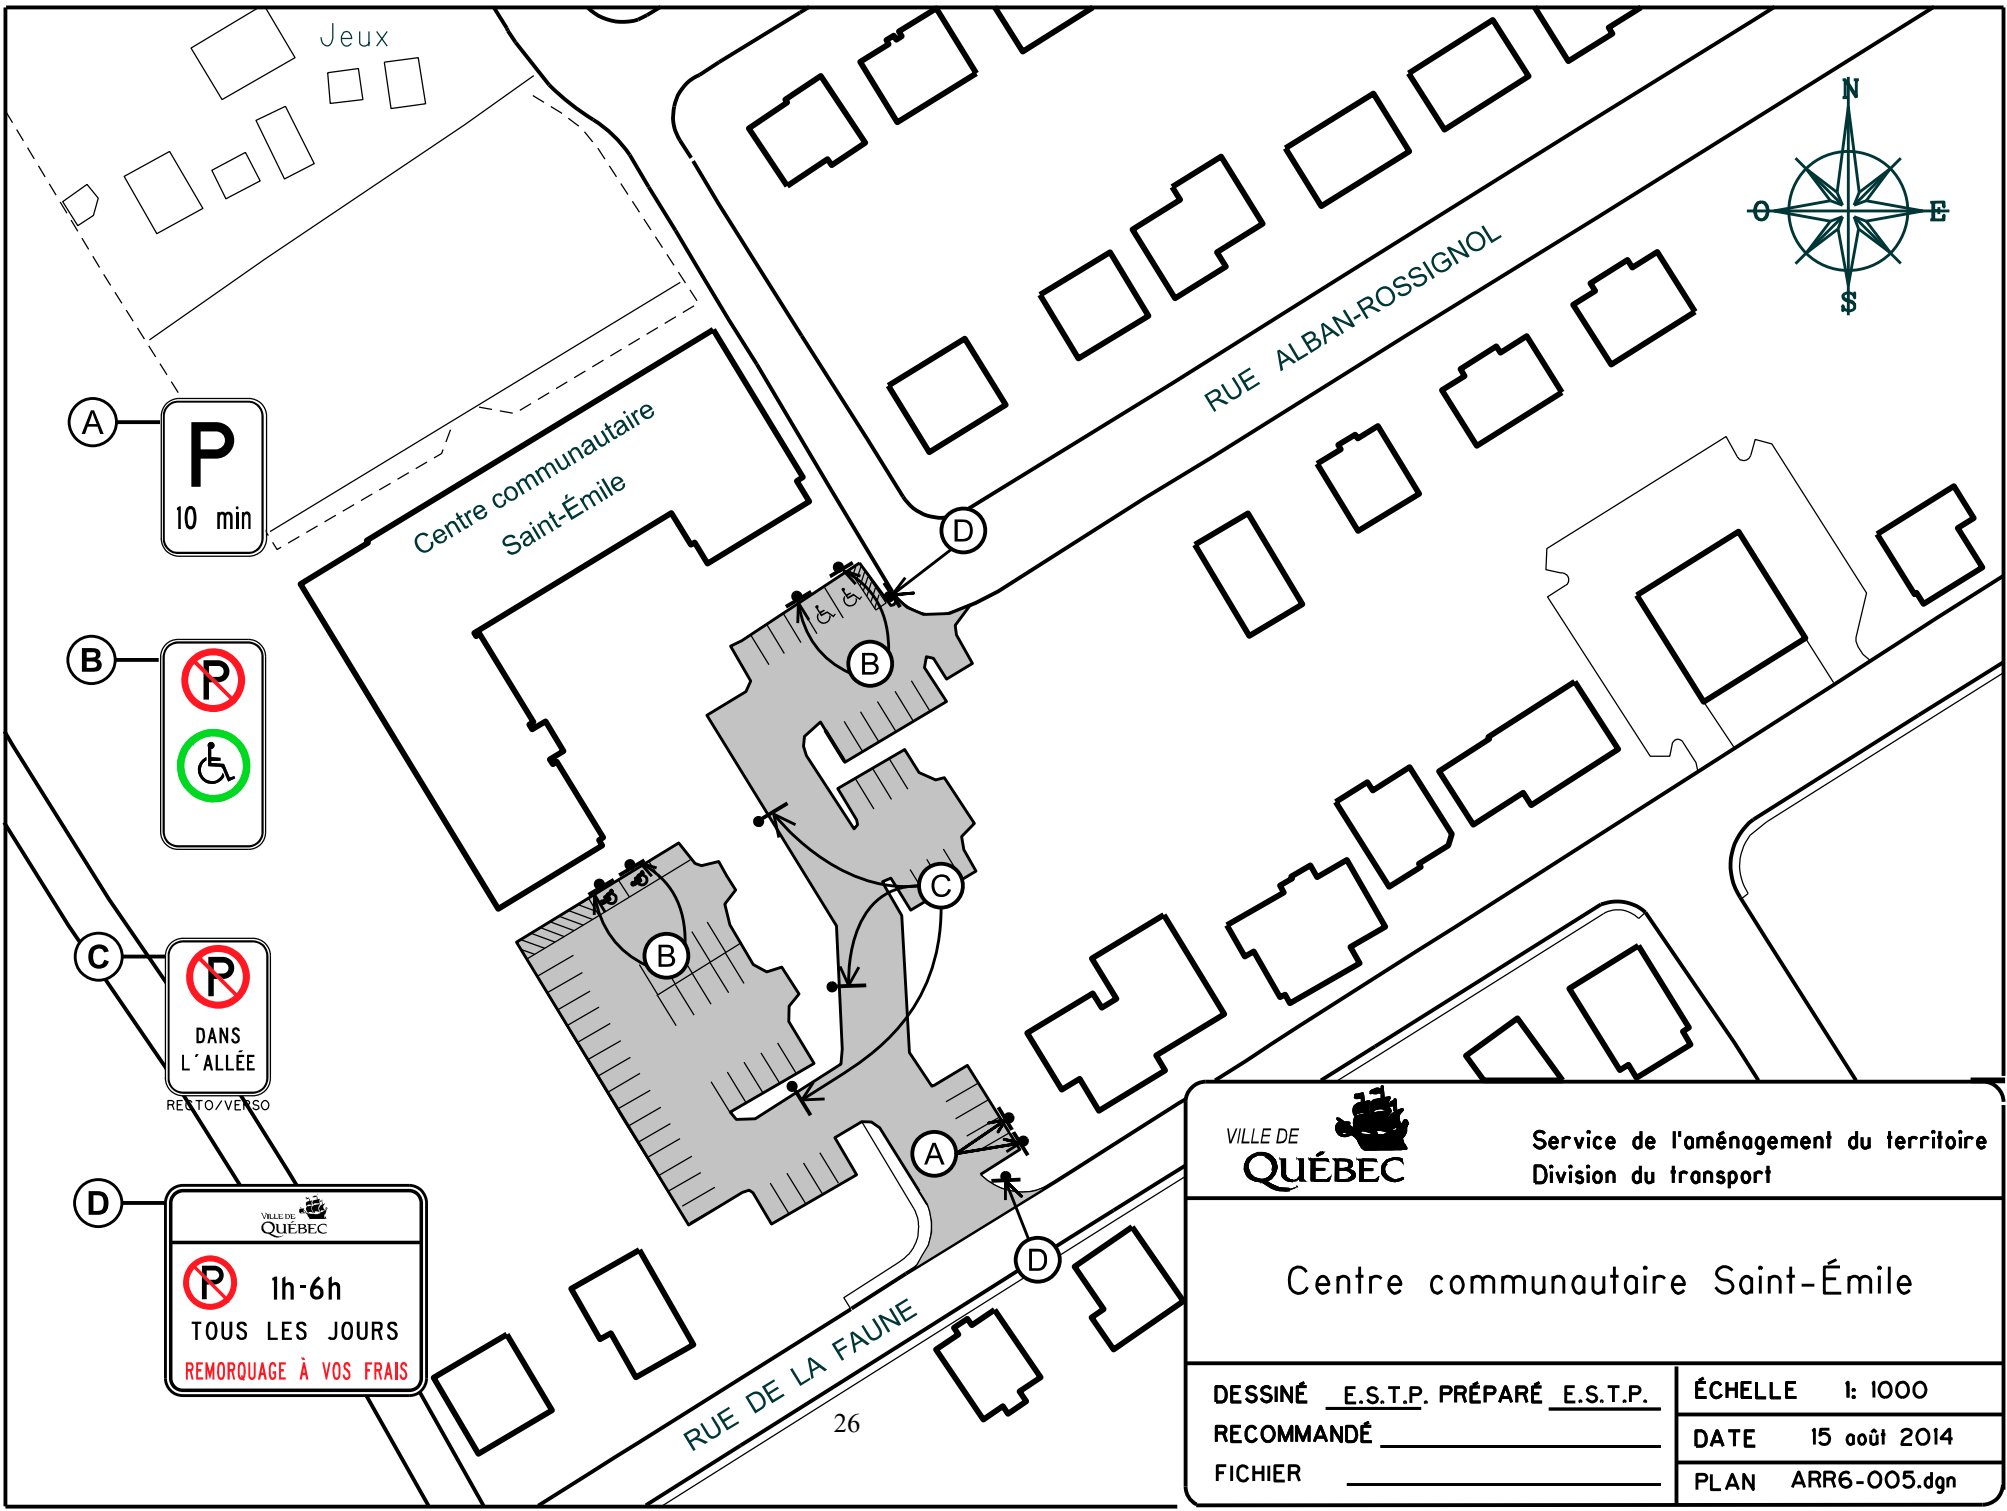 Jeux
N
O
E
S
RUE ALBAN-ROSSIGNOL
Centre communautaire
Saint-Émile
A
P
10 min
B
P
C
P
DANS
L'ALLÉE
RECTO/VERSO
D
VILLE DE
QUÉBEC
P
1h-6h
TOUS LES JOURS
REMORQUAGE À VOS FRAIS
D
B
C
B
A
D
RUE DE LA FAUNE
26
VILLE DE
QUÉBEC
Service de l'aménagement du territoire
Division du transport
Centre communautaire Saint-Émile
DESSINÉ E.S.T.P. PRÉPARÉ E.S.T.P.
RECOMMANDÉ
FICHIER
ÉCHELLE 1: 1000
DATE 15 août 2014
PLAN ARR6-005.dgn